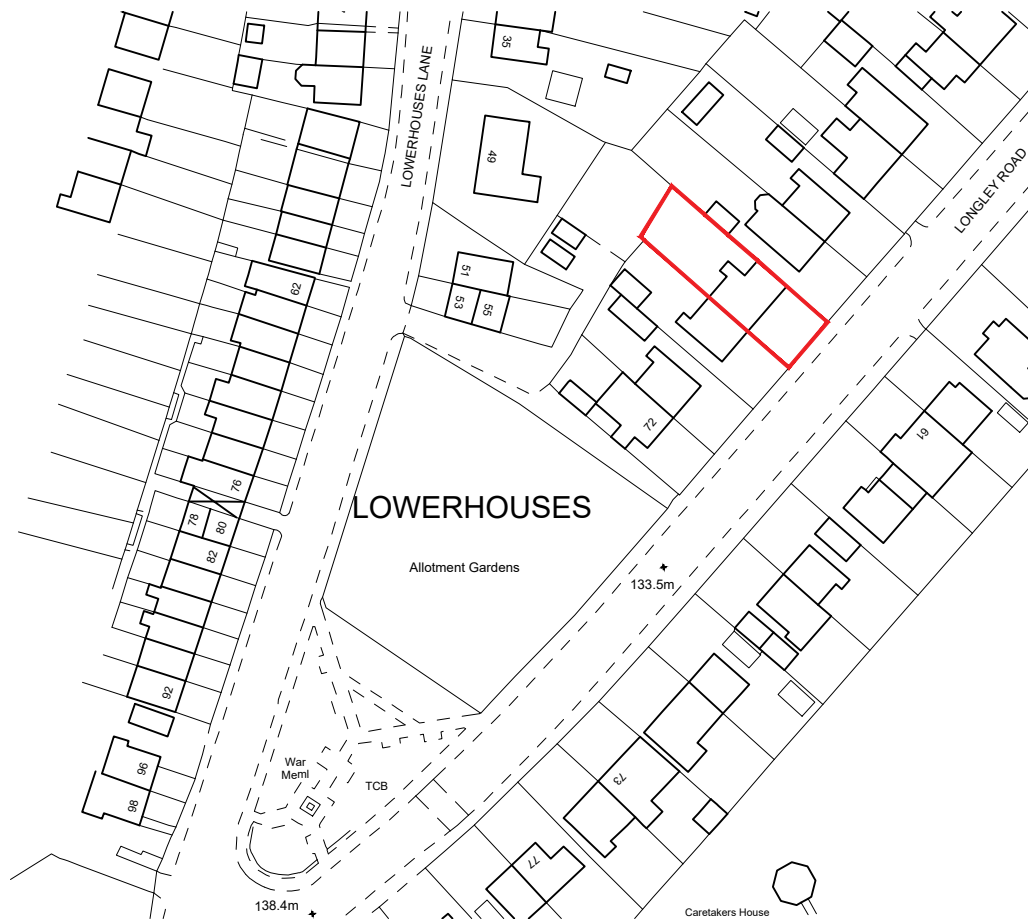 35
LOWERHOUSES LANE
49
LONGLEY ROAD
51
62
53
55
72
61
76
78
80
LOWERHOUSES
82
Allotment Gardens
133.5m
92
War
Meml
TCB
96
73
98
77
138.4m
Caretakers House